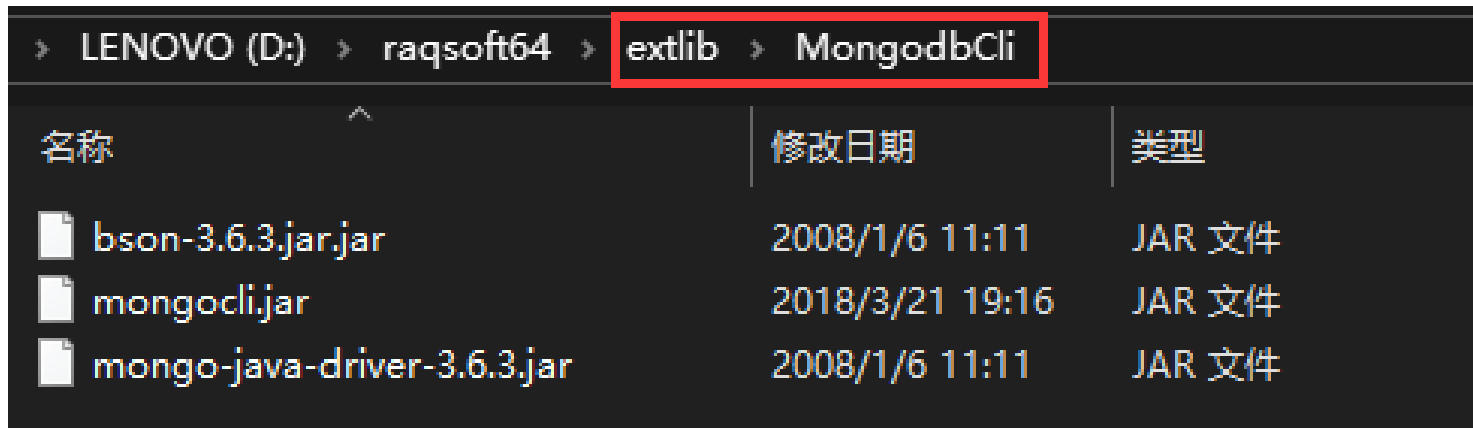 › LENOVO (D:) › raqsoft64 › extlib › MongodbCli
名称 修改日期 类型
bson-3.6.3.jar.jar 2008/1/6 11:11 JAR 文件
mongocli.jar 2018/3/21 19:16 JAR 文件
mongo-java-driver-3.6.3.jar 2008/1/6 11:11 JAR 文件